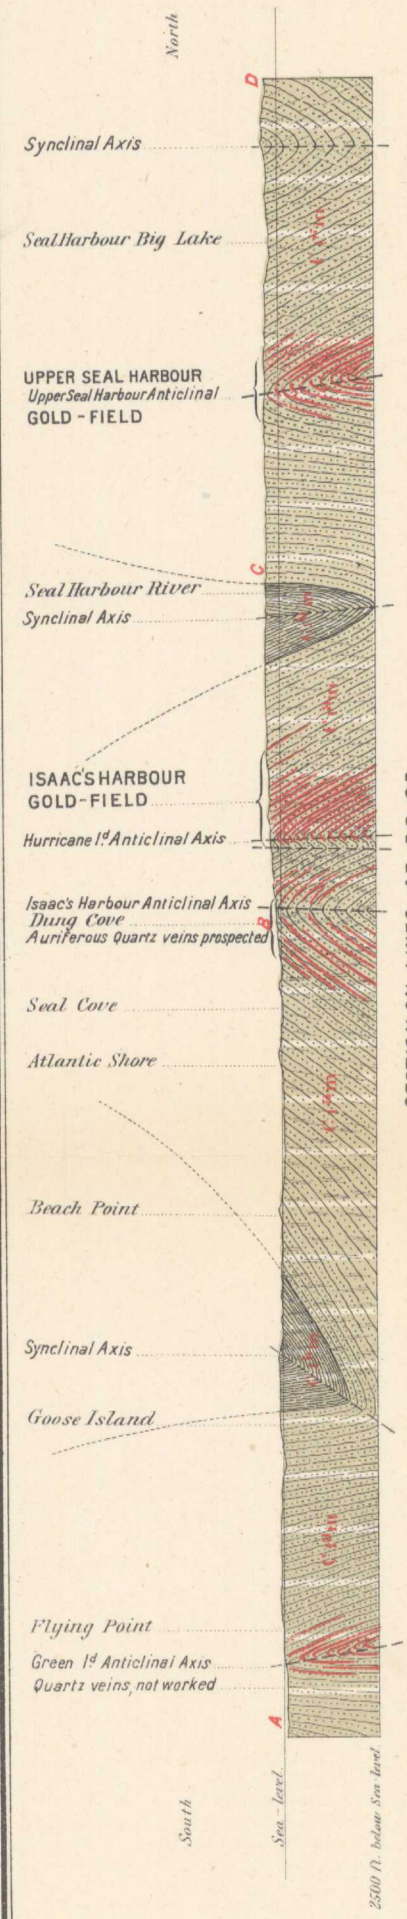 North
D
Synclinal Axis
Seal Harbour Big Lake
UPPER SEAL HARBOUR
Upper Seal Harbour Anticlinal
GOLD-FIELD
C
Seal Harbour River
Synclinal Axis
ISAAC'S HARBOUR
GOLD-FIELD
Hurricane I.d Anticlinal Axis
Isaac's Harbour Anticlinal Axis
Dung Cove
B
Auriferous Quartz veins prospected
Seal Cove
Atlantic Shore
Beach Point
Synclinal Axis
Goose Island
Flying Point
Green I.d Anticlinal Axis
Quartz veins, not worked
A
South
Sea-level.
2500 ft. below Sea-level.